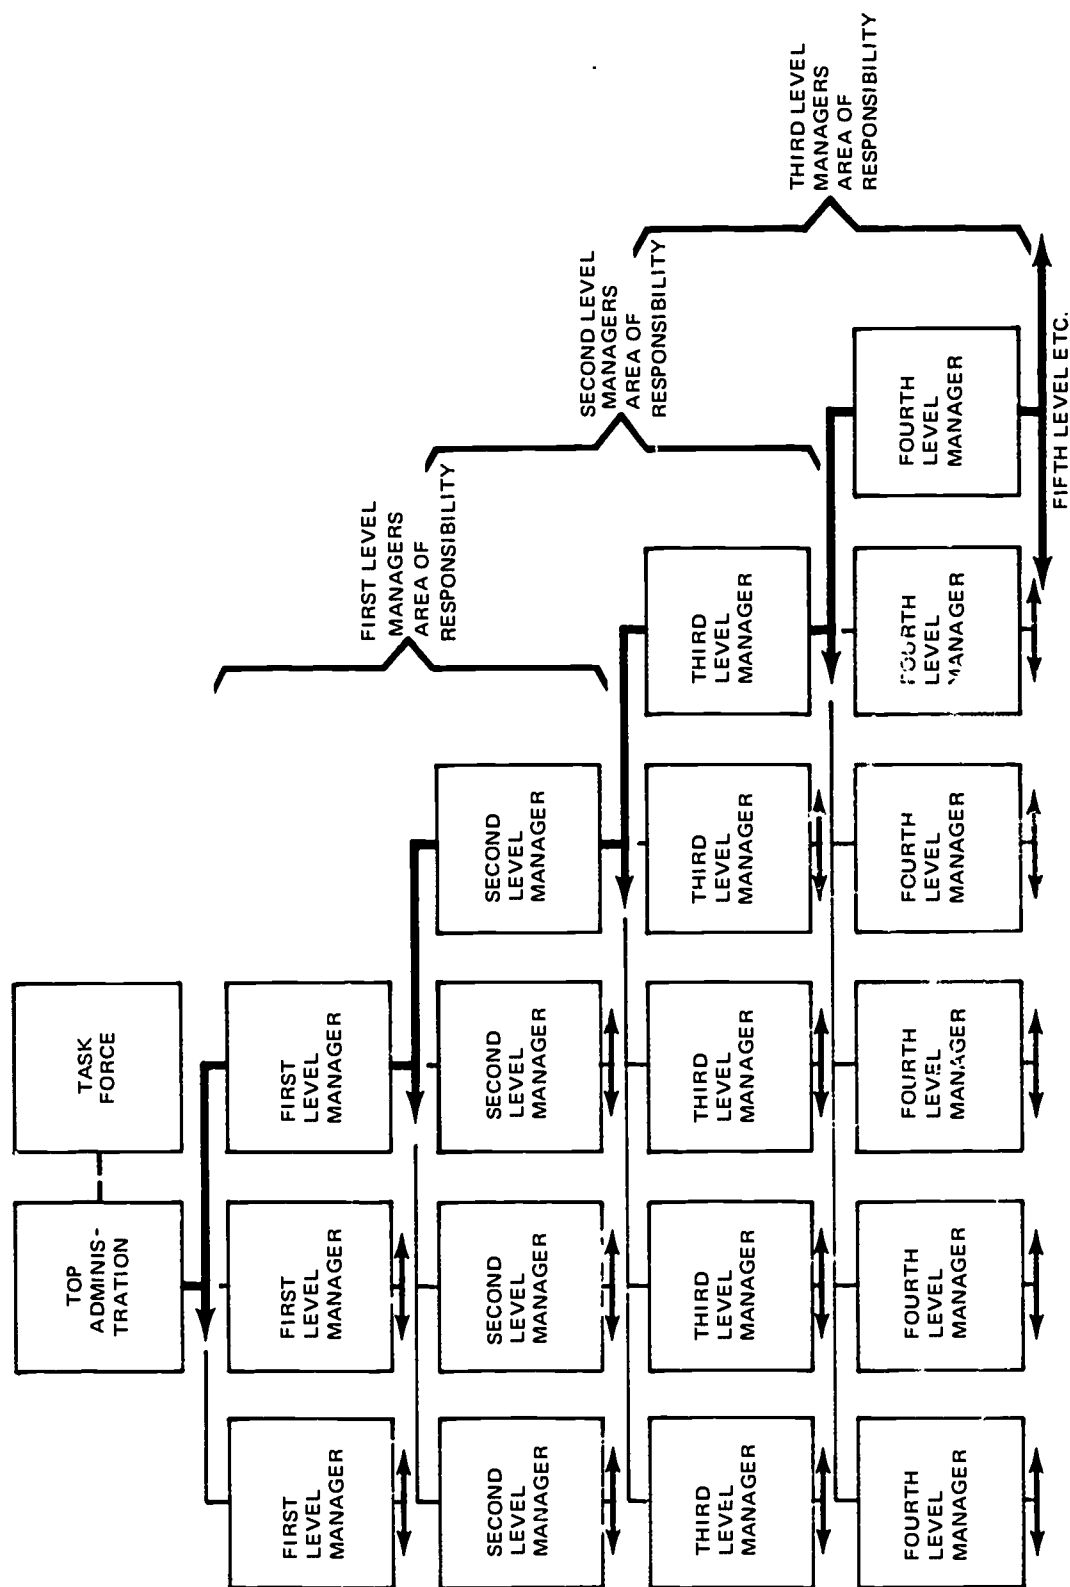 TOP
ADMINIS-
TRATION
TASK
FORCE
FIRST
LEVEL
MANAGER
FIRST
LEVEL
MANAGER
FIRST
LEVEL
MANAGER
FIRST LEVEL
MANAGERS
AREA OF
RESPONSIBILITY
SECOND
LEVEL
MANAGER
SECOND
LEVEL
MANAGER
SECOND
LEVEL
MANAGER
SECOND
LEVEL
MANAGER
SECOND LEVEL
MANAGERS
AREA OF
RESPONSIBILITY
THIRD
LEVEL
MANAGER
THIRD
LEVEL
MANAGER
THIRD
LEVEL
MANAGER
THIRD
LEVEL
MANAGER
THIRD
LEVEL
MANAGER
THIRD LEVEL
MANAGERS
AREA OF
RESPONSIBILITY
FOURTH
LEVEL
MANAGER
FOURTH
LEVEL
MANAGER
FOURTH
LEVEL
MANAGER
FOURTH
LEVEL
MANAGER
FOURTH
LEVEL
MANAGER
FOURTH
LEVEL
MANAGER
FIFTH LEVEL ETC.